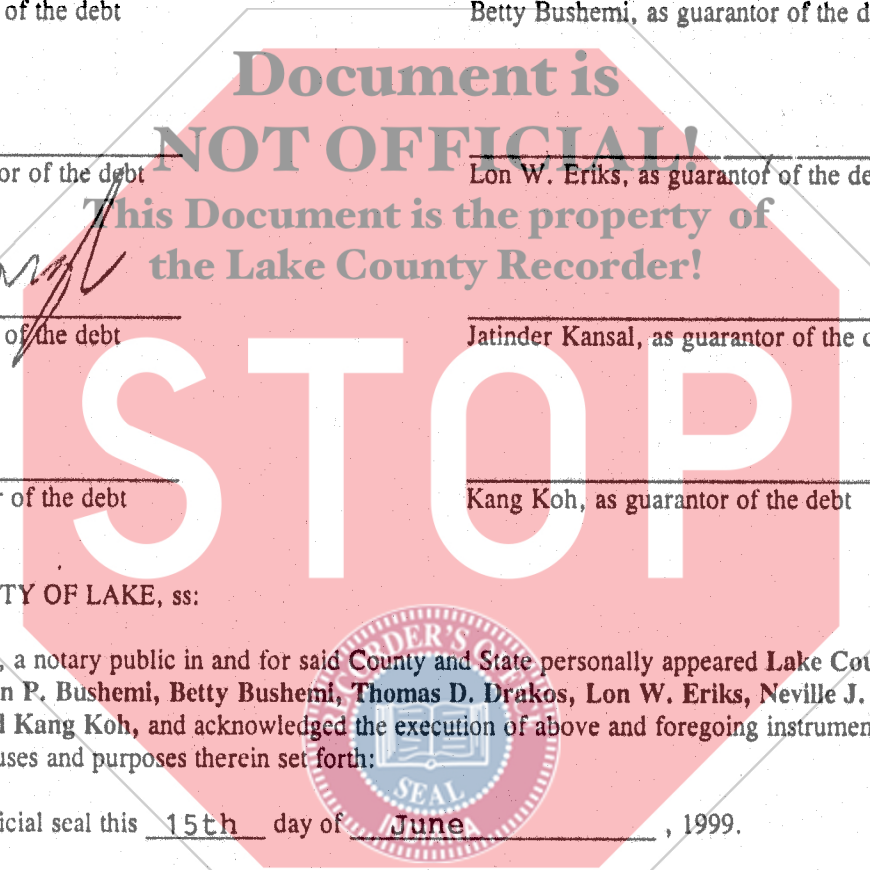 of the debt Betty Bushemi, as guarantor of the d
Document is
NOT OFFICIAL!
or of the debt Lon W. Eriks, as guarantor of the de
This Document is the property of
the Lake County Recorder!
of the debt Jatinder Kansal, as guarantor of the
STOP
of the debt Kang Koh, as guarantor of the debt
TY OF LAKE, ss:
, a notary public in and for said County and State personally appeared Lake Cou
n P. Bushemi, Betty Bushemi, Thomas D. Drakos, Lon W. Eriks, Neville J.
Kang Koh, and acknowledged the execution of above and foregoing instrumen
uses and purposes therein set forth:
RECORDER'S OFFICE
SEAL
INDIANA
icial seal this 15th day of June , 1999.